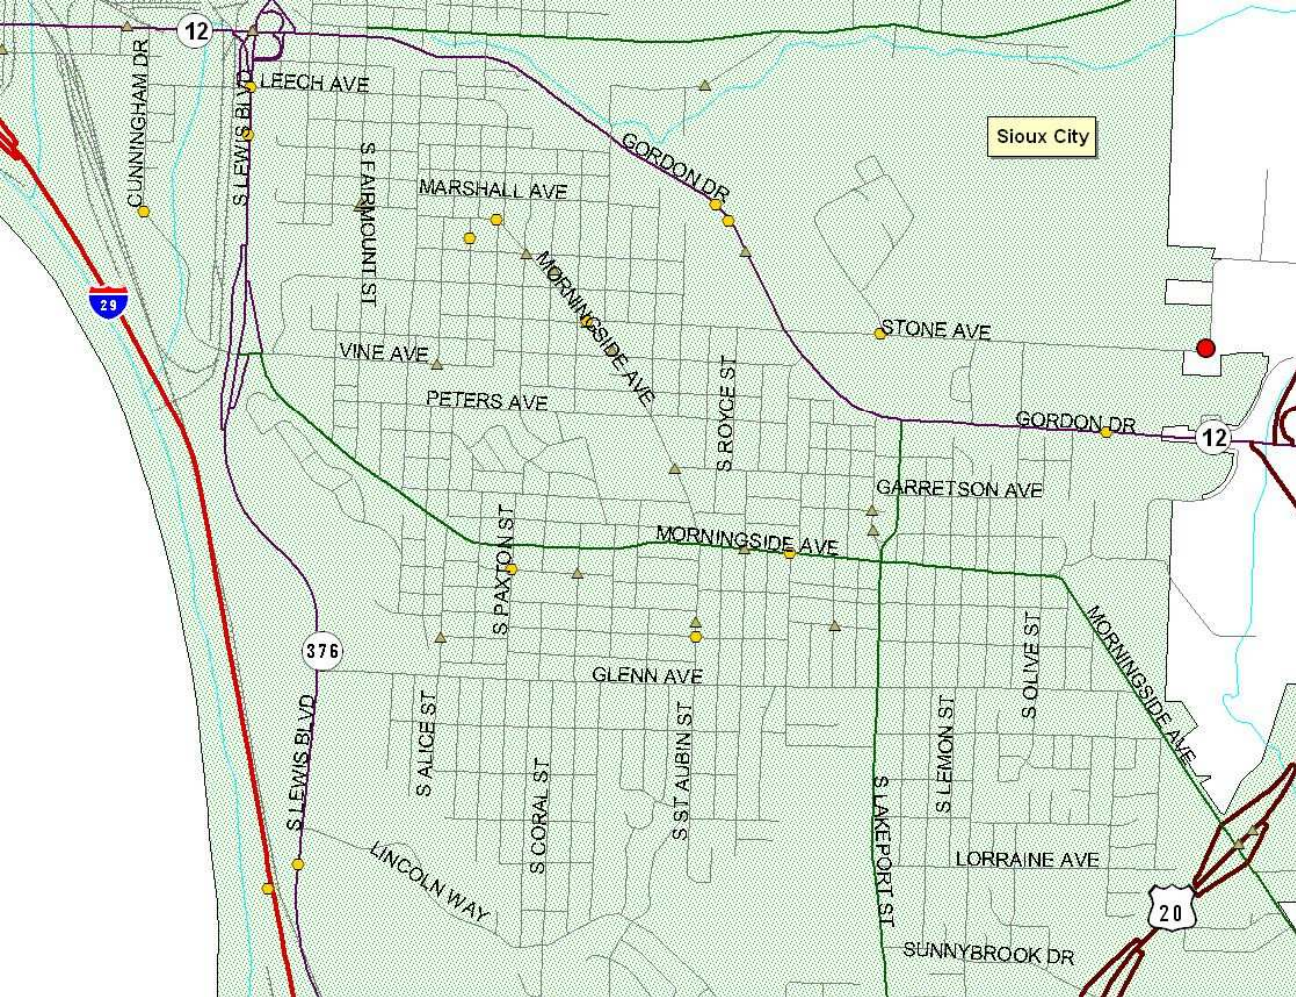 12
CUNNINGHAM DR
S LEWIS BLVD
LEECH AVE
S FAIRMOUNT ST
MARSHALL AVE
GORDON DR
Sioux City
29
MORNINGSIDE AVE
STONE AVE
VINE AVE
PETERS AVE
S ROYCE ST
GORDON DR
12
GARRETSON AVE
S PAXTON ST
MORNINGSIDE AVE
376
GLENN AVE
S OLIVE ST
MORNINGSIDE AVE
S LEWIS BLVD
S ALICE ST
S CORAL ST
S ST AUBIN ST
S LEMON ST
S LAKEPORT ST
LINCOLN WAY
LORRAINE AVE
20
SUNNYBROOK DR